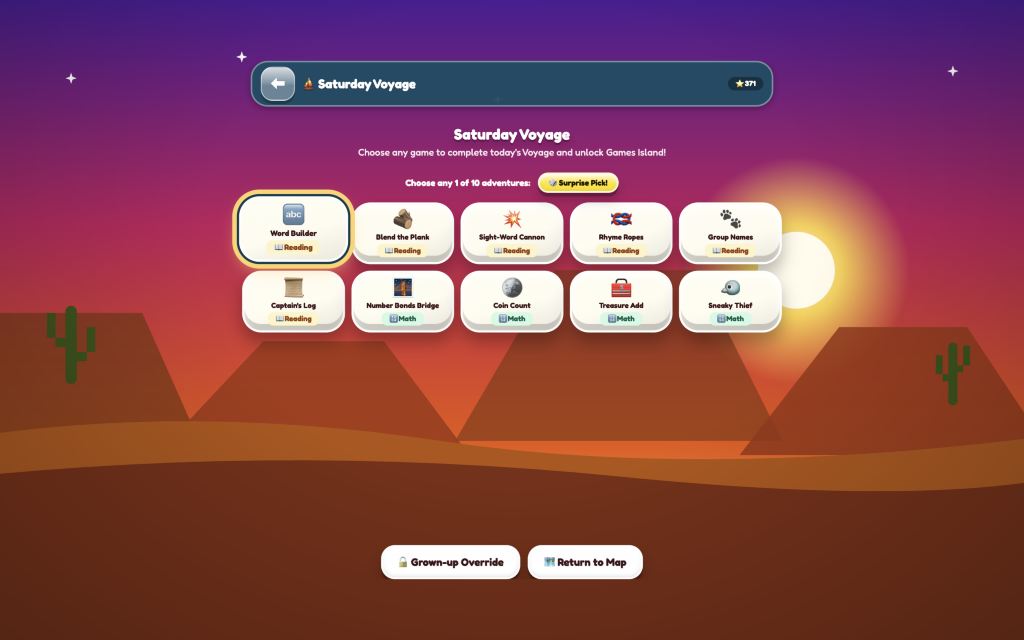 Saturday Voyage
371
Saturday Voyage
Choose any game to complete today's Voyage and unlock Games Island!
Choose any 1 of 10 adventures:
Surprise Pick!
abc
Word Builder
Reading
Blend the Plank
Reading
Sight-Word Cannon
Reading
Rhyme Ropes
Reading
Group Names
Reading
Captain's Log
Reading
Number Bonds Bridge
Math
Coin Count
Math
Treasure Add
Math
Sneaky Thief
Math
Grown-up Override
Return to Map